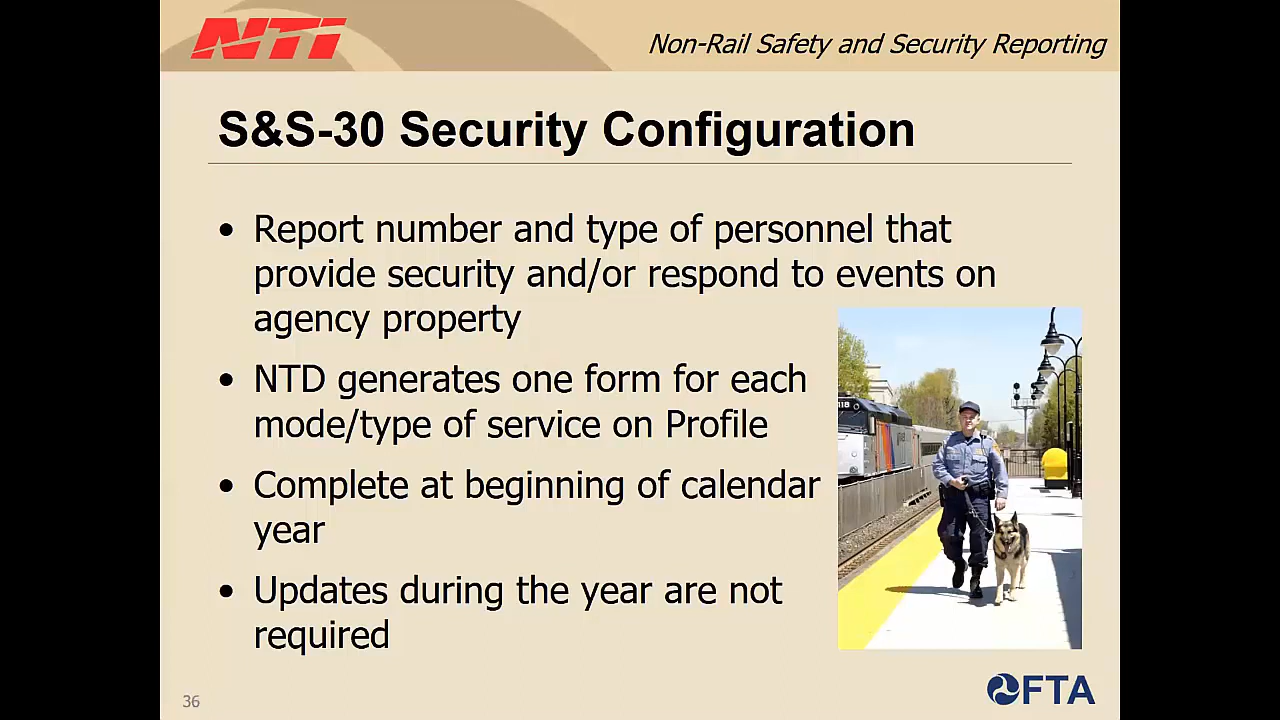 NTI
Non-Rail Safety and Security Reporting
S&S-30 Security Configuration
• Report number and type of personnel that
provide security and/or respond to events on
agency property
• NTD generates one form for each
mode/type of service on Profile
• Complete at beginning of calendar
year
• Updates during the year are not
required
118
36
FTA